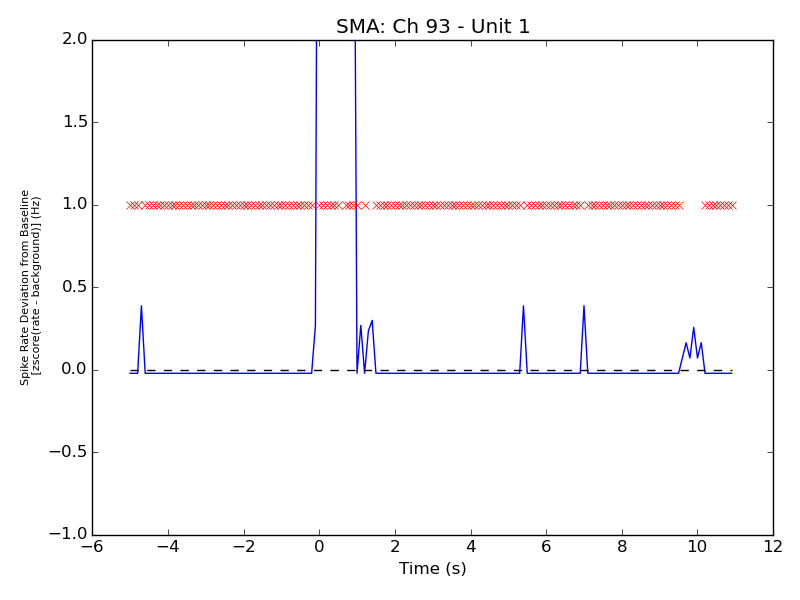 SMA: Ch 93 - Unit 1
2.0
1.5
1.0
0.5
0.0
−0.5
−1.0
Spike Rate Deviation from Baseline
[zscore(rate - background)] (Hz)
−6 −4 −2 0 2 4 6 8 10 12
Time (s)